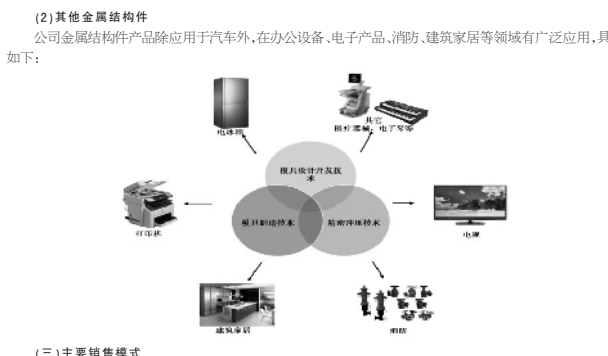 (2)其他金属结构件
公司金属结构件产品除应用于汽车外,在办公设备、电子产品、消防、建筑家居等领域有广泛应用,具
如下:
电冰箱
其它
医疗器械、电子琴等
模具设计开发技
术
打印机
模具制造技术
精密冲压技术
电视
建筑家居
消防
(三)主要销售模式